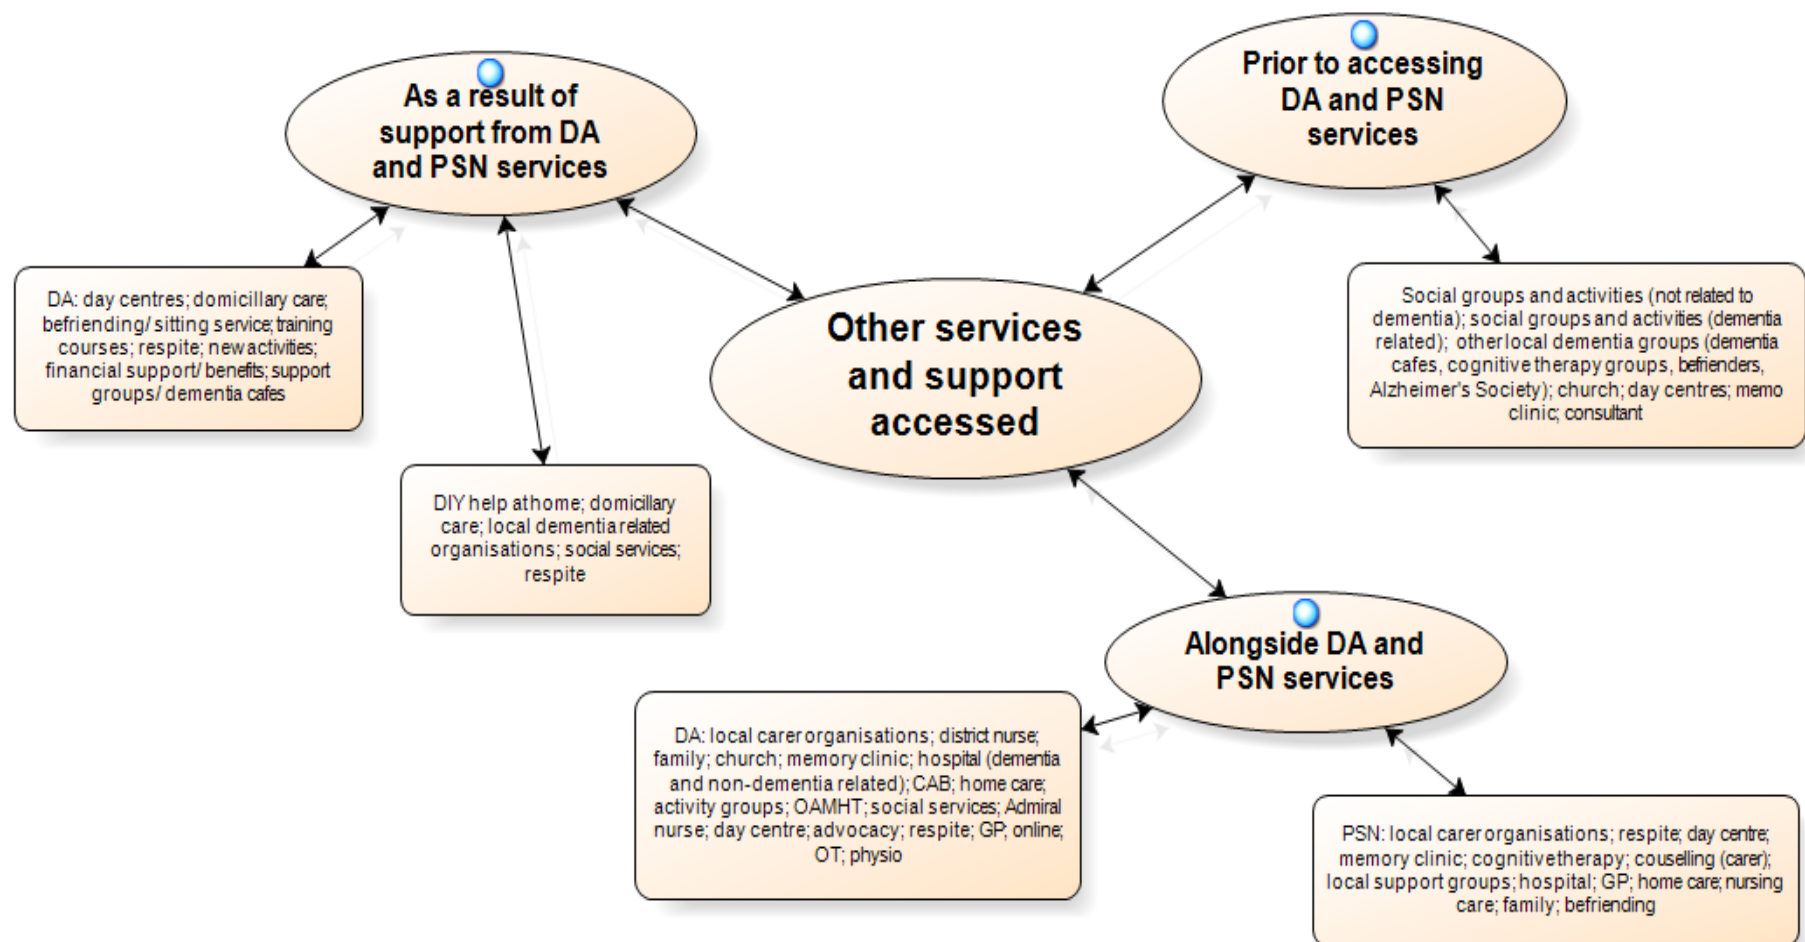 As a result of
support from DA
and PSN services
Prior to accessing
DA and PSN
services
DA: day centres; domicillary care;
befriending/ sitting service; training
courses; respite; new activities;
financial support/ benefits; support
groups/ dementia cafes
Social groups and activities (not related to
dementia); social groups and activities (dementia
related); other local dementia groups (dementia
cafes, cognitive therapy groups, befrienders,
Alzheimer's Society); church; day centres; memo
clinic; consultant
Other services
and support
accessed
DIY help at home; domicillary
care; local dementia related
organisations; social services;
respite
Alongside DA and
PSN services
DA: local carer organisations; district nurse;
family; church; memory clinic; hospital (dementia
and non-dementia related); CAB; home care;
activity groups; OAMHT; social services; Admiral
nurse; day centre; advocacy; respite; GP; online;
OT; physio
PSN: local carer organisations; respite; day centre;
memory clinic; cognitive therapy; couselling (carer);
local support groups; hospital; GP; home care; nursing
care; family; befriending